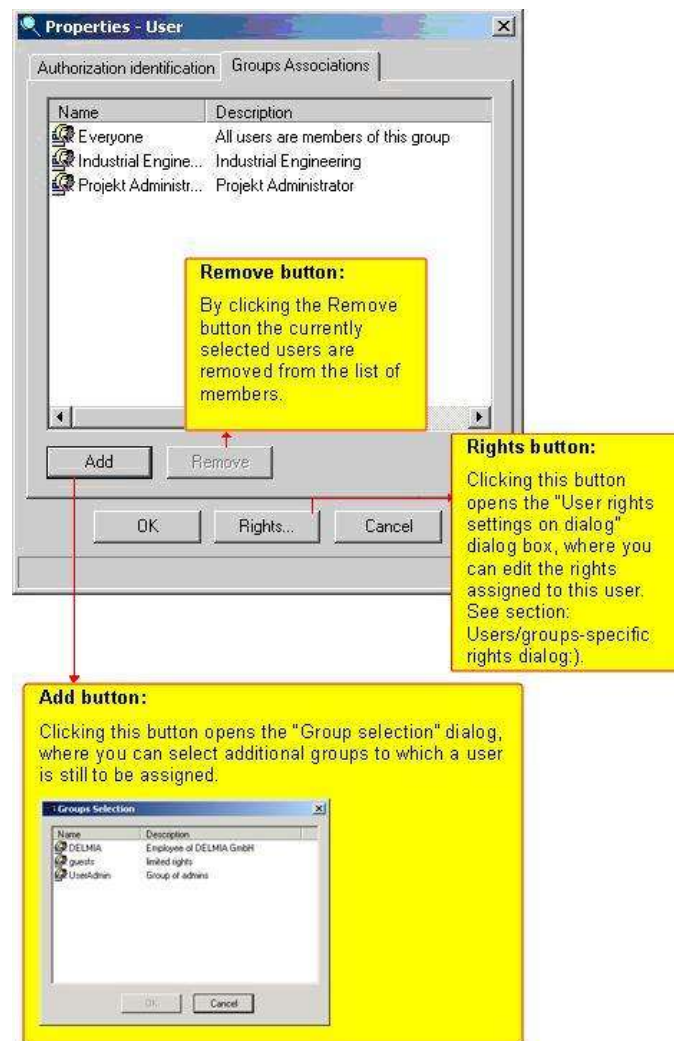 Properties - User
Authorization identification
Groups Associations
Name Description
Everyone All users are members of this group
Industrial Engine... Industrial Engineering
Projekt Administr... Projekt Administrator
Remove button:
By clicking the Remove
button the currently
selected users are
removed from the list of
members.
Add Remove
OK Rights... Cancel
Rights button:
Clicking this button
opens the "User rights
settings on dialog"
dialog box, where you
can edit the rights
assigned to this user.
See section:
Users/groups-specific
rights dialog:).
Add button:
Clicking this button opens the "Group selection" dialog,
where you can select additional groups to which a user
is still to be assigned.
Groups Selection
Name Description
DELMIA Employee of DELMIA GmbH
guests limited rights
UserAdmin Group of admins
OK Cancel